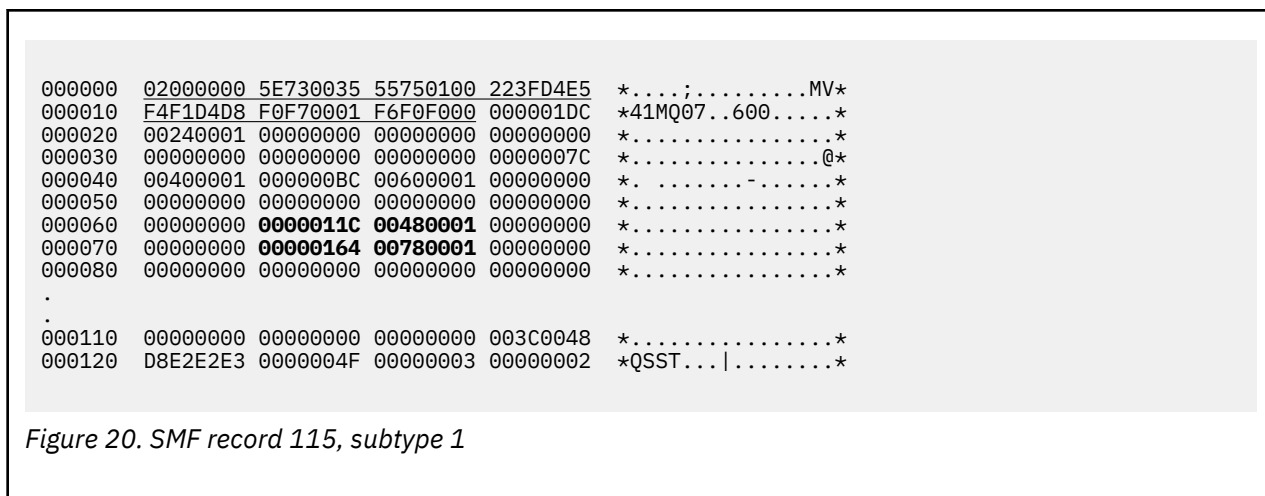 000000 02000000 5E730035 55750100 223FD4E5 *....;.........MV*
000010 F4F1D4D8 F0F70001 F6F0F000 000001DC *41MQ07..600.....*
000020 00240001 00000000 00000000 00000000 *................*
000030 00000000 00000000 00000000 0000007C *...............@*
000040 00400001 000000BC 00600001 00000000 *. .......-......*
000050 00000000 00000000 00000000 00000000 *................*
000060 00000000 0000011C 00480001 00000000 *................*
000070 00000000 00000164 00780001 00000000 *................*
000080 00000000 00000000 00000000 00000000 *................*
.
.
000110 00000000 00000000 00000000 003C0048 *................*
000120 D8E2E2E3 0000004F 00000003 00000002 *QSST...|........*
Figure 20. SMF record 115, subtype 1